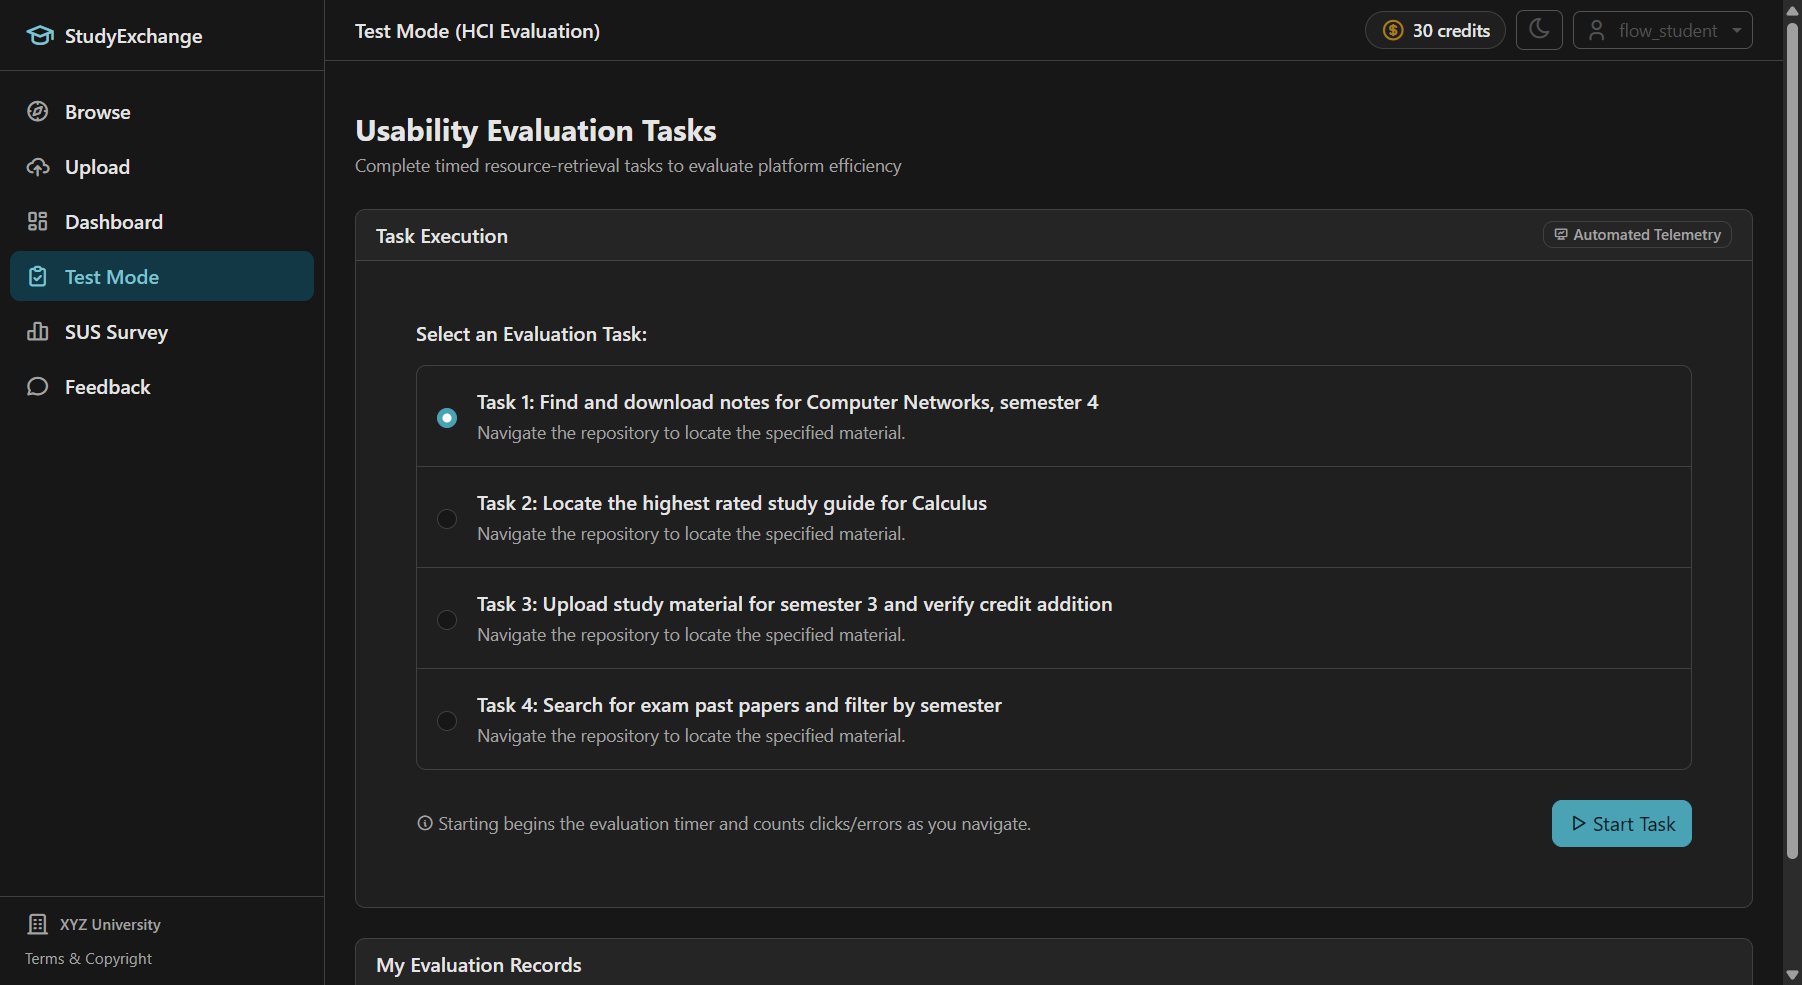 StudyExchange
Browse
Upload
Dashboard
Test Mode
SUS Survey
Feedback
XYZ University
Terms & Copyright
Test Mode (HCI Evaluation)
30 credits
flow_student
Usability Evaluation Tasks
Complete timed resource-retrieval tasks to evaluate platform efficiency
Task Execution
Automated Telemetry
Select an Evaluation Task:
Task 1: Find and download notes for Computer Networks, semester 4
Navigate the repository to locate the specified material.
Task 2: Locate the highest rated study guide for Calculus
Navigate the repository to locate the specified material.
Task 3: Upload study material for semester 3 and verify credit addition
Navigate the repository to locate the specified material.
Task 4: Search for exam past papers and filter by semester
Navigate the repository to locate the specified material.
Starting begins the evaluation timer and counts clicks/errors as you navigate.
Start Task
My Evaluation Records